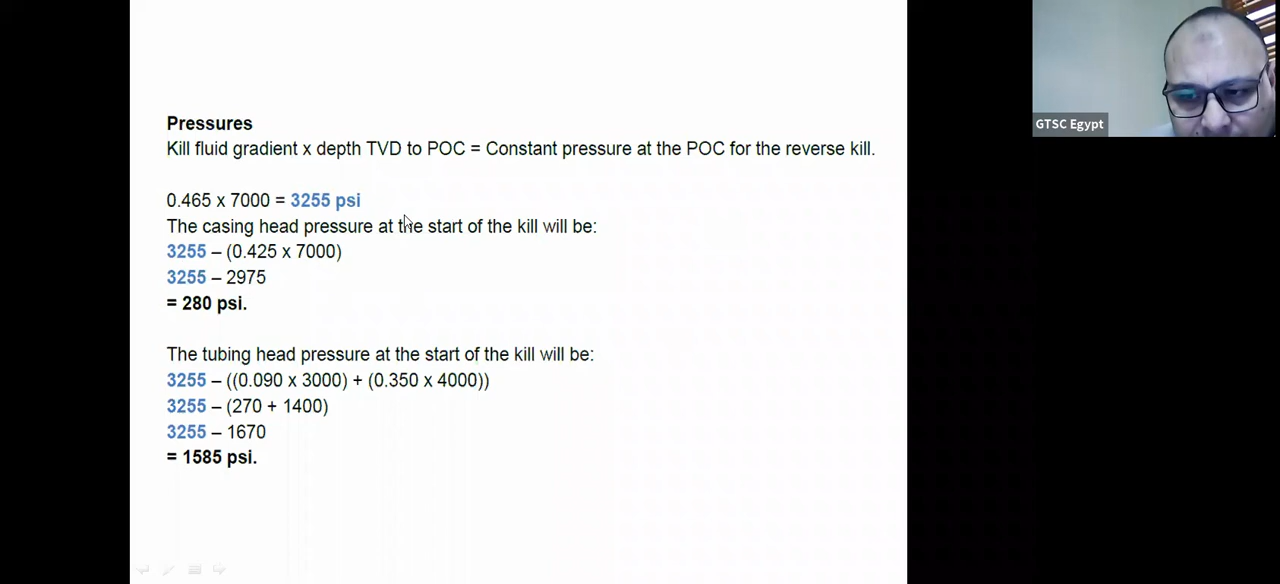 Pressures
Kill fluid gradient x depth TVD to POC = Constant pressure at the POC for the reverse kill.
0.465 x 7000 = 3255 psi
The casing head pressure at the start of the kill will be:
3255 – (0.425 x 7000)
3255 – 2975
= 280 psi.
The tubing head pressure at the start of the kill will be:
3255 – ((0.090 x 3000) + (0.350 x 4000))
3255 – (270 + 1400)
3255 – 1670
= 1585 psi.
GTSC Egypt